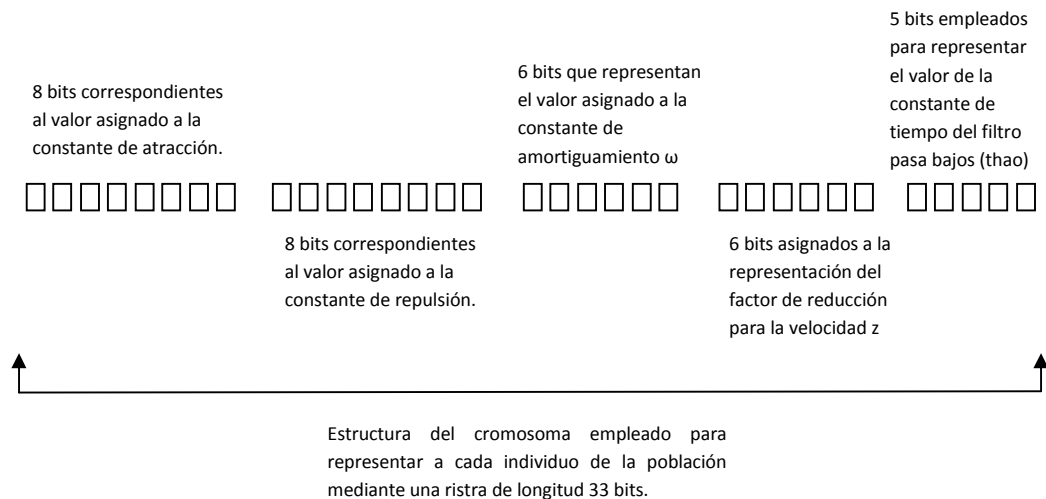 8 bits correspondientes
al valor asignado a la
constante de atracción.
8 bits correspondientes
al valor asignado a la
constante de repulsión.
6 bits que representan
el valor asignado a la
constante de
amortiguamiento ω
6 bits asignados a la
representación del
factor de reducción
para la velocidad z
5 bits empleados
para representar
el valor de la
constante de
tiempo del filtro
pasa bajos (thao)
Estructura del cromosoma empleado para
representar a cada individuo de la población
mediante una ristra de longitud 33 bits.